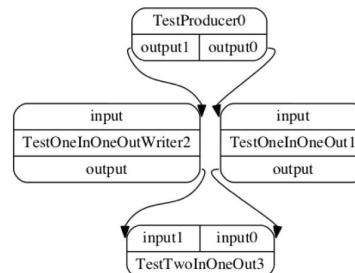 TestProducer0
output1 output0
input input
TestOneInOneOutWriter2 TestOneInOneOut1
output output
input1 input0
TestTwoInOneOut3